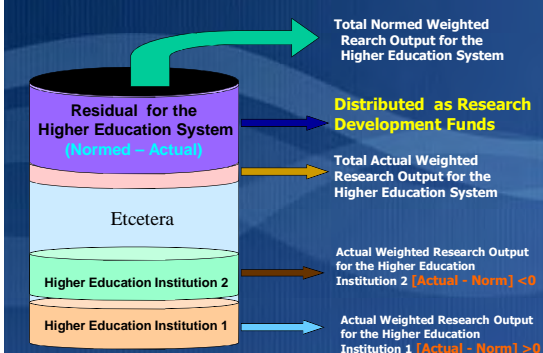 Total Normed Weighted
Rearch Output for the
Higher Education System
Residual for the
Higher Education System
(Normed – Actual)
Distributed as Research
Development Funds
Total Actual Weighted
Research Output for the
Higher Education System
Etcetera
Higher Education Institution 2
Actual Weighted Research Output
for the Higher Education
Institution 2 [Actual - Norm] <0
Higher Education Institution 1
Actual Weighted Research Output
for the Higher Education
Institution 1 [Actual - Norm] >0